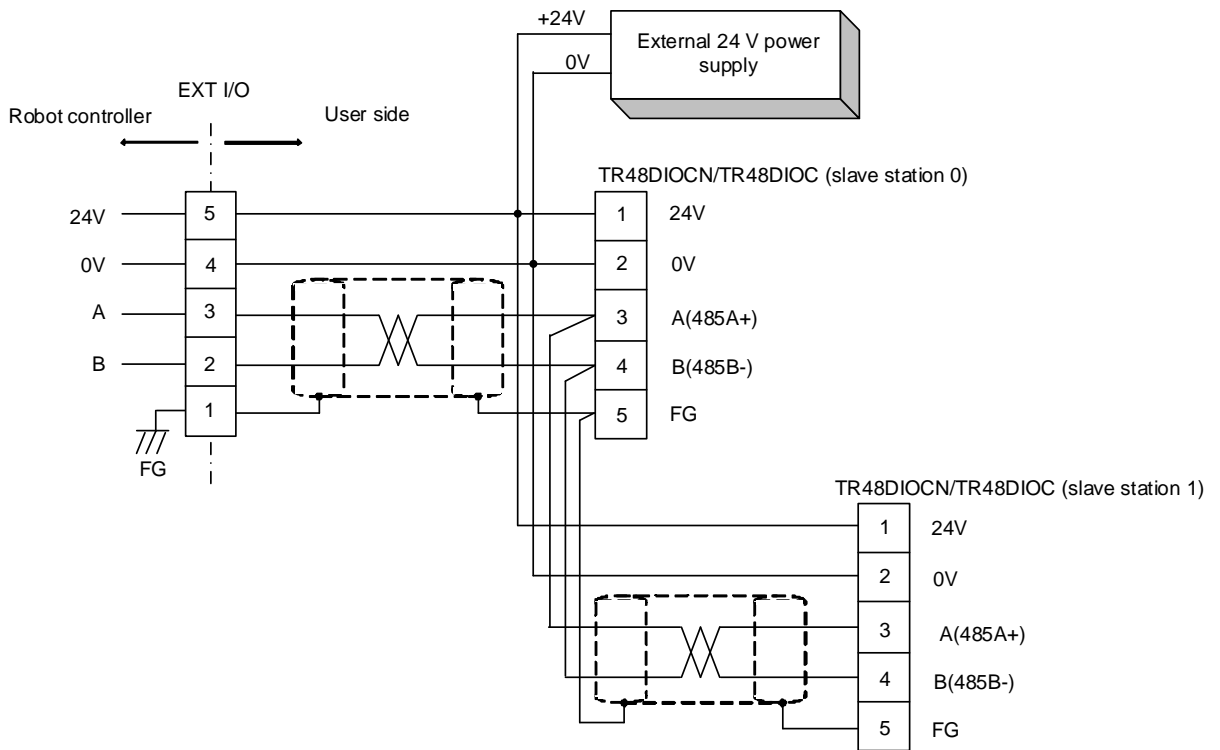 +24V
External 24 V power
supply
0V
EXT I/O
Robot controller
User side
TR48DIOCN/TR48DIOC (slave station 0)
24V 5 1 24V
0V 4 2 0V
A 3 3 A(485A+)
B 2 4 B(485B-)
1 5 FG
FG
TR48DIOCN/TR48DIOC (slave station 1)
1 24V
2 0V
3 A(485A+)
4 B(485B-)
5 FG